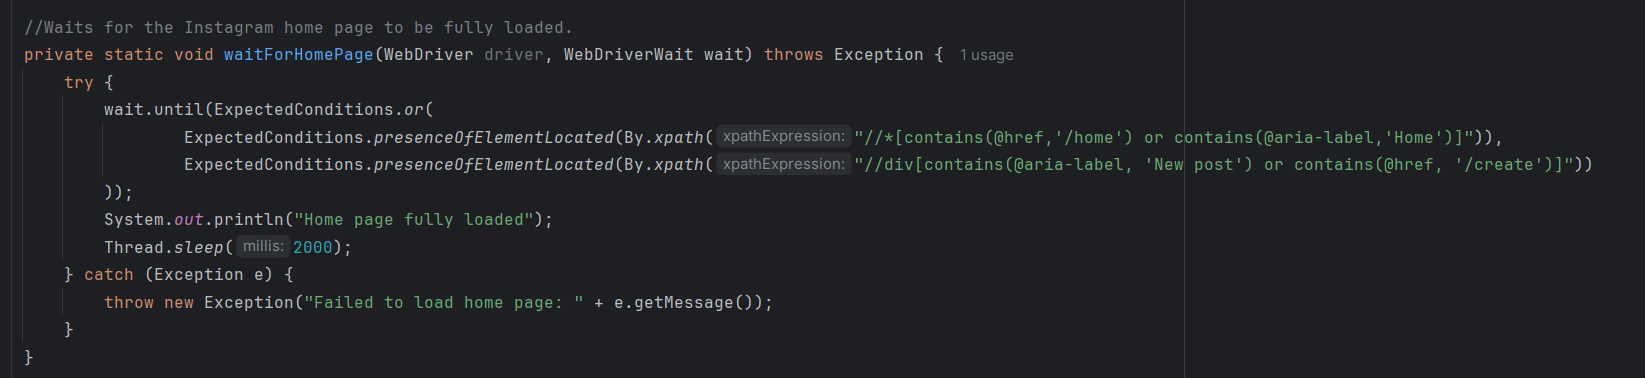 //Waits for the Instagram home page to be fully loaded.
private static void waitForHomePage(WebDriver driver, WebDriverWait wait) throws Exception { 1 usage
try {
wait.until(ExpectedConditions.or(
ExpectedConditions.presenceOfElementLocated(By.xpath( xpathExpression: "//*[contains(@href,'/home') or contains(@aria-label,'Home')]")),
ExpectedConditions.presenceOfElementLocated(By.xpath( xpathExpression: "//div[contains(@aria-label, 'New post') or contains(@href, '/create')]"))
));
System.out.println("Home page fully loaded");
Thread.sleep( millis: 2000);
} catch (Exception e) {
throw new Exception("Failed to load home page: " + e.getMessage());
}
}